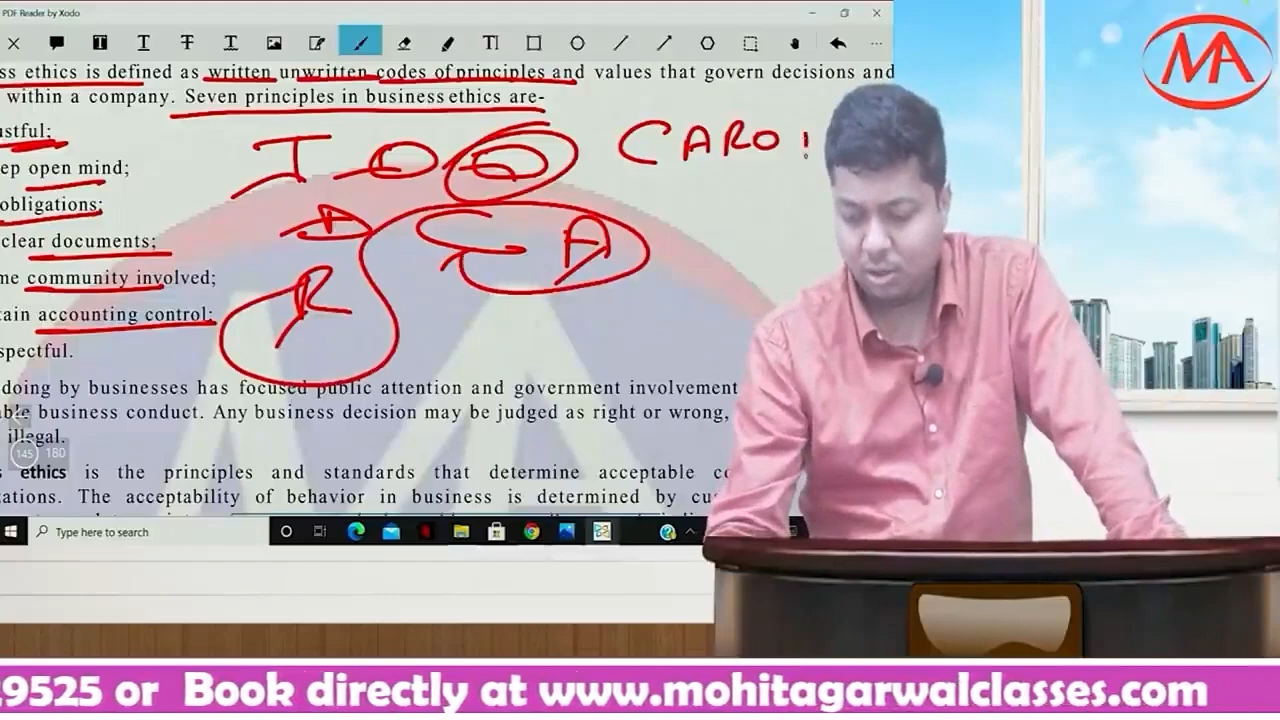 PDF Reader by Xodo
ss ethics is defined as written unwritten codes of principles and values that govern decisions and
within a company. Seven principles in business ethics are-
ustful;
ep open mind;
obligations;
clear documents;
me community involved;
tain accounting control;
spectful.
T O O CARO
D C A
R
doing by businesses has focused public attention and government involvement
able business conduct. Any business decision may be judged as right or wrong,
illegal.
s ethics is the principles and standards that determine acceptable co
tations. The acceptability of behavior in business is determined by cu
145 180
Type here to search
MA
9525 or Book directly at www.mohitagarwalclasses.com